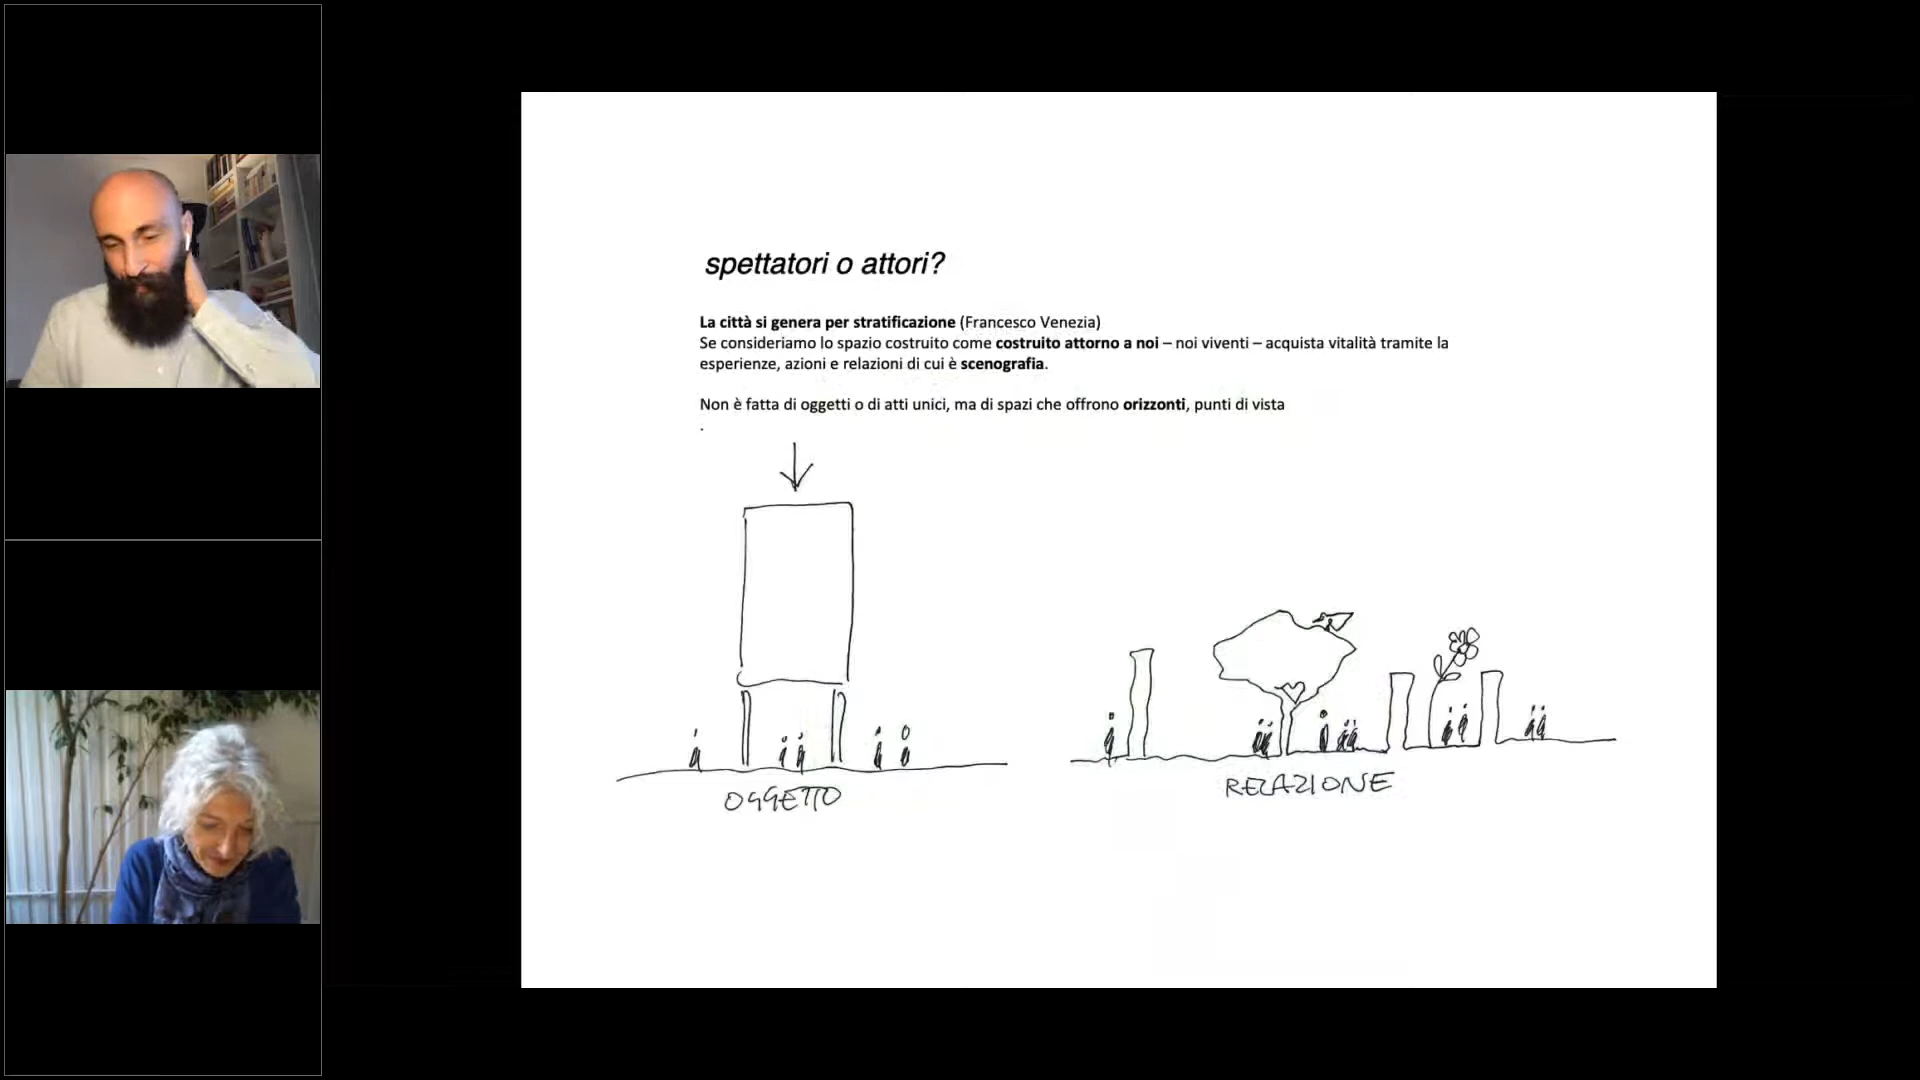 spettatori o attori?
La città si genera per stratificazione (Francesco Venezia)
Se consideriamo lo spazio costruito come costruito attorno a noi – noi viventi – acquista vitalità tramite la
esperienze, azioni e relazioni di cui è scenografia.
Non è fatta di oggetti o di atti unici, ma di spazi che offrono orizzonti, punti di vista
.
OGGETTO
RELAZIONE